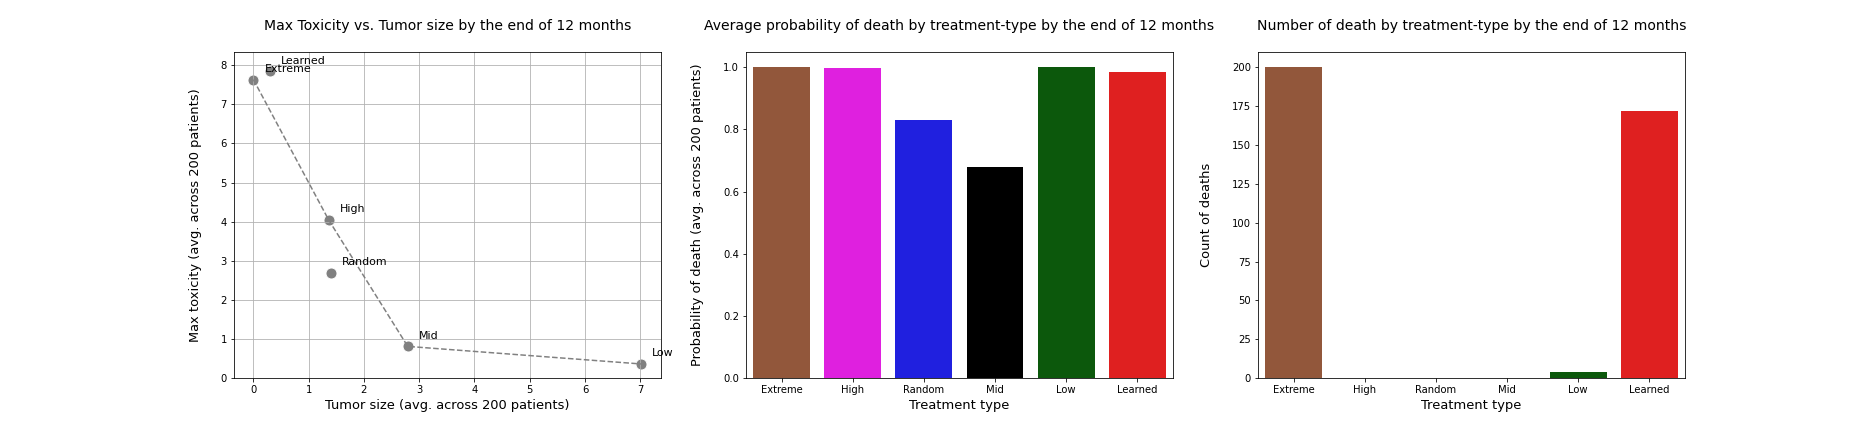 Max Toxicity vs. Tumor size by the end of 12 months
Max toxicity (avg. across 200 patients)
8
7
6
5
4
3
2
1
0
Learned
Extreme
High
Random
Mid
Low
0 1 2 3 4 5 6 7
Tumor size (avg. across 200 patients)
Average probability of death by treatment-type by the end of 12 months
Probability of death (avg. across 200 patients)
1.0
0.8
0.6
0.4
0.2
0.0
Extreme High Random Mid Low Learned
Treatment type
Number of death by treatment-type by the end of 12 months
Count of deaths
200
175
150
125
100
75
50
25
0
Extreme High Random Mid Low Learned
Treatment type